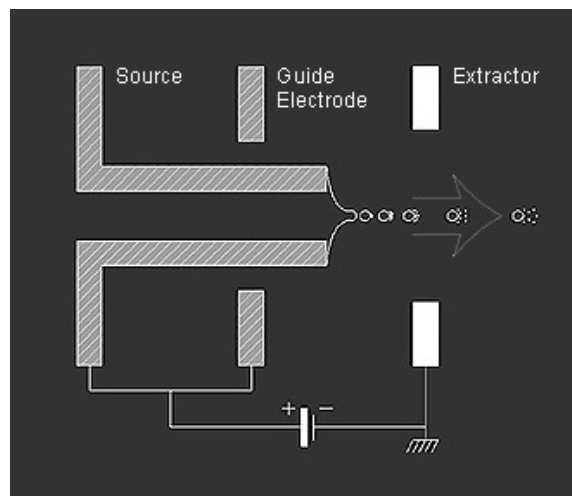 Source
Guide
Electrode
Extractor
+ −